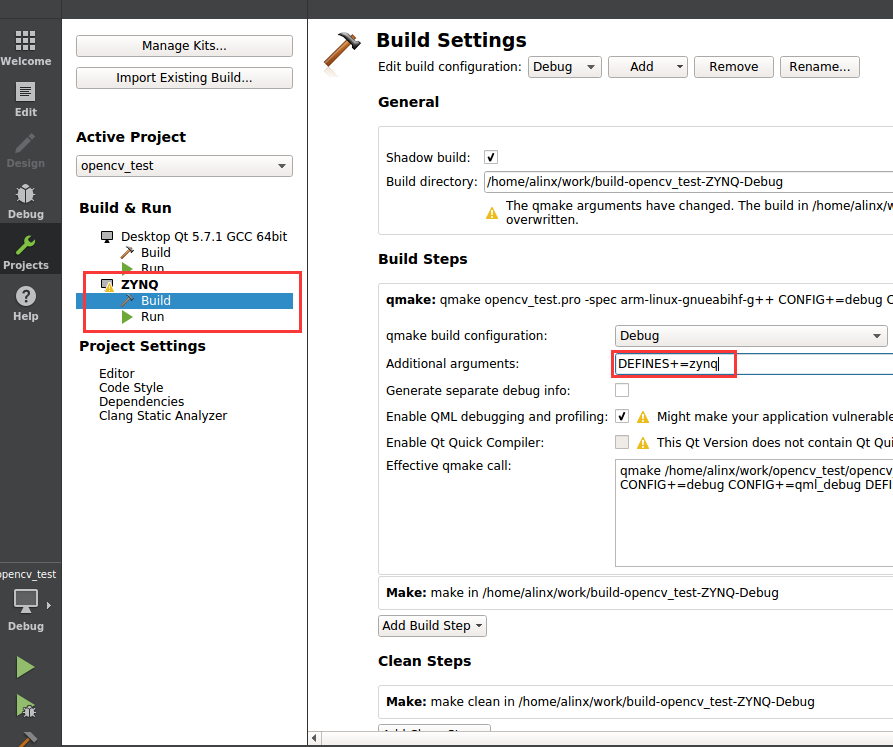 Welcome
Edit
Design
Debug
Projects
Help
opencv_test
Debug
Manage Kits...
Import Existing Build...
Active Project
opencv_test
Build & Run
Desktop Qt 5.7.1 GCC 64bit
Build
Run
ZYNQ
Build
Run
Project Settings
Editor
Code Style
Dependencies
Clang Static Analyzer
Build Settings
Edit build configuration: Debug Add Remove Rename...
General
Shadow build:
Build directory: /home/alinx/work/build-opencv_test-ZYNQ-Debug
The qmake arguments have changed. The build in /home/alinx/w
overwritten.
Build Steps
qmake: qmake opencv_test.pro -spec arm-linux-gnueabihf-g++ CONFIG+=debug C
qmake build configuration: Debug
Additional arguments: DEFINES+=zynq
Generate separate debug info:
Enable QML debugging and profiling: Might make your application vulnerable
Enable Qt Quick Compiler: This Qt Version does not contain Qt Qui
Effective qmake call: qmake /home/alinx/work/opencv_test/opencv_
CONFIG+=debug CONFIG+=qml_debug DEFI
Make: make in /home/alinx/work/build-opencv_test-ZYNQ-Debug
Add Build Step
Clean Steps
Make: make clean in /home/alinx/work/build-opencv_test-ZYNQ-Debug